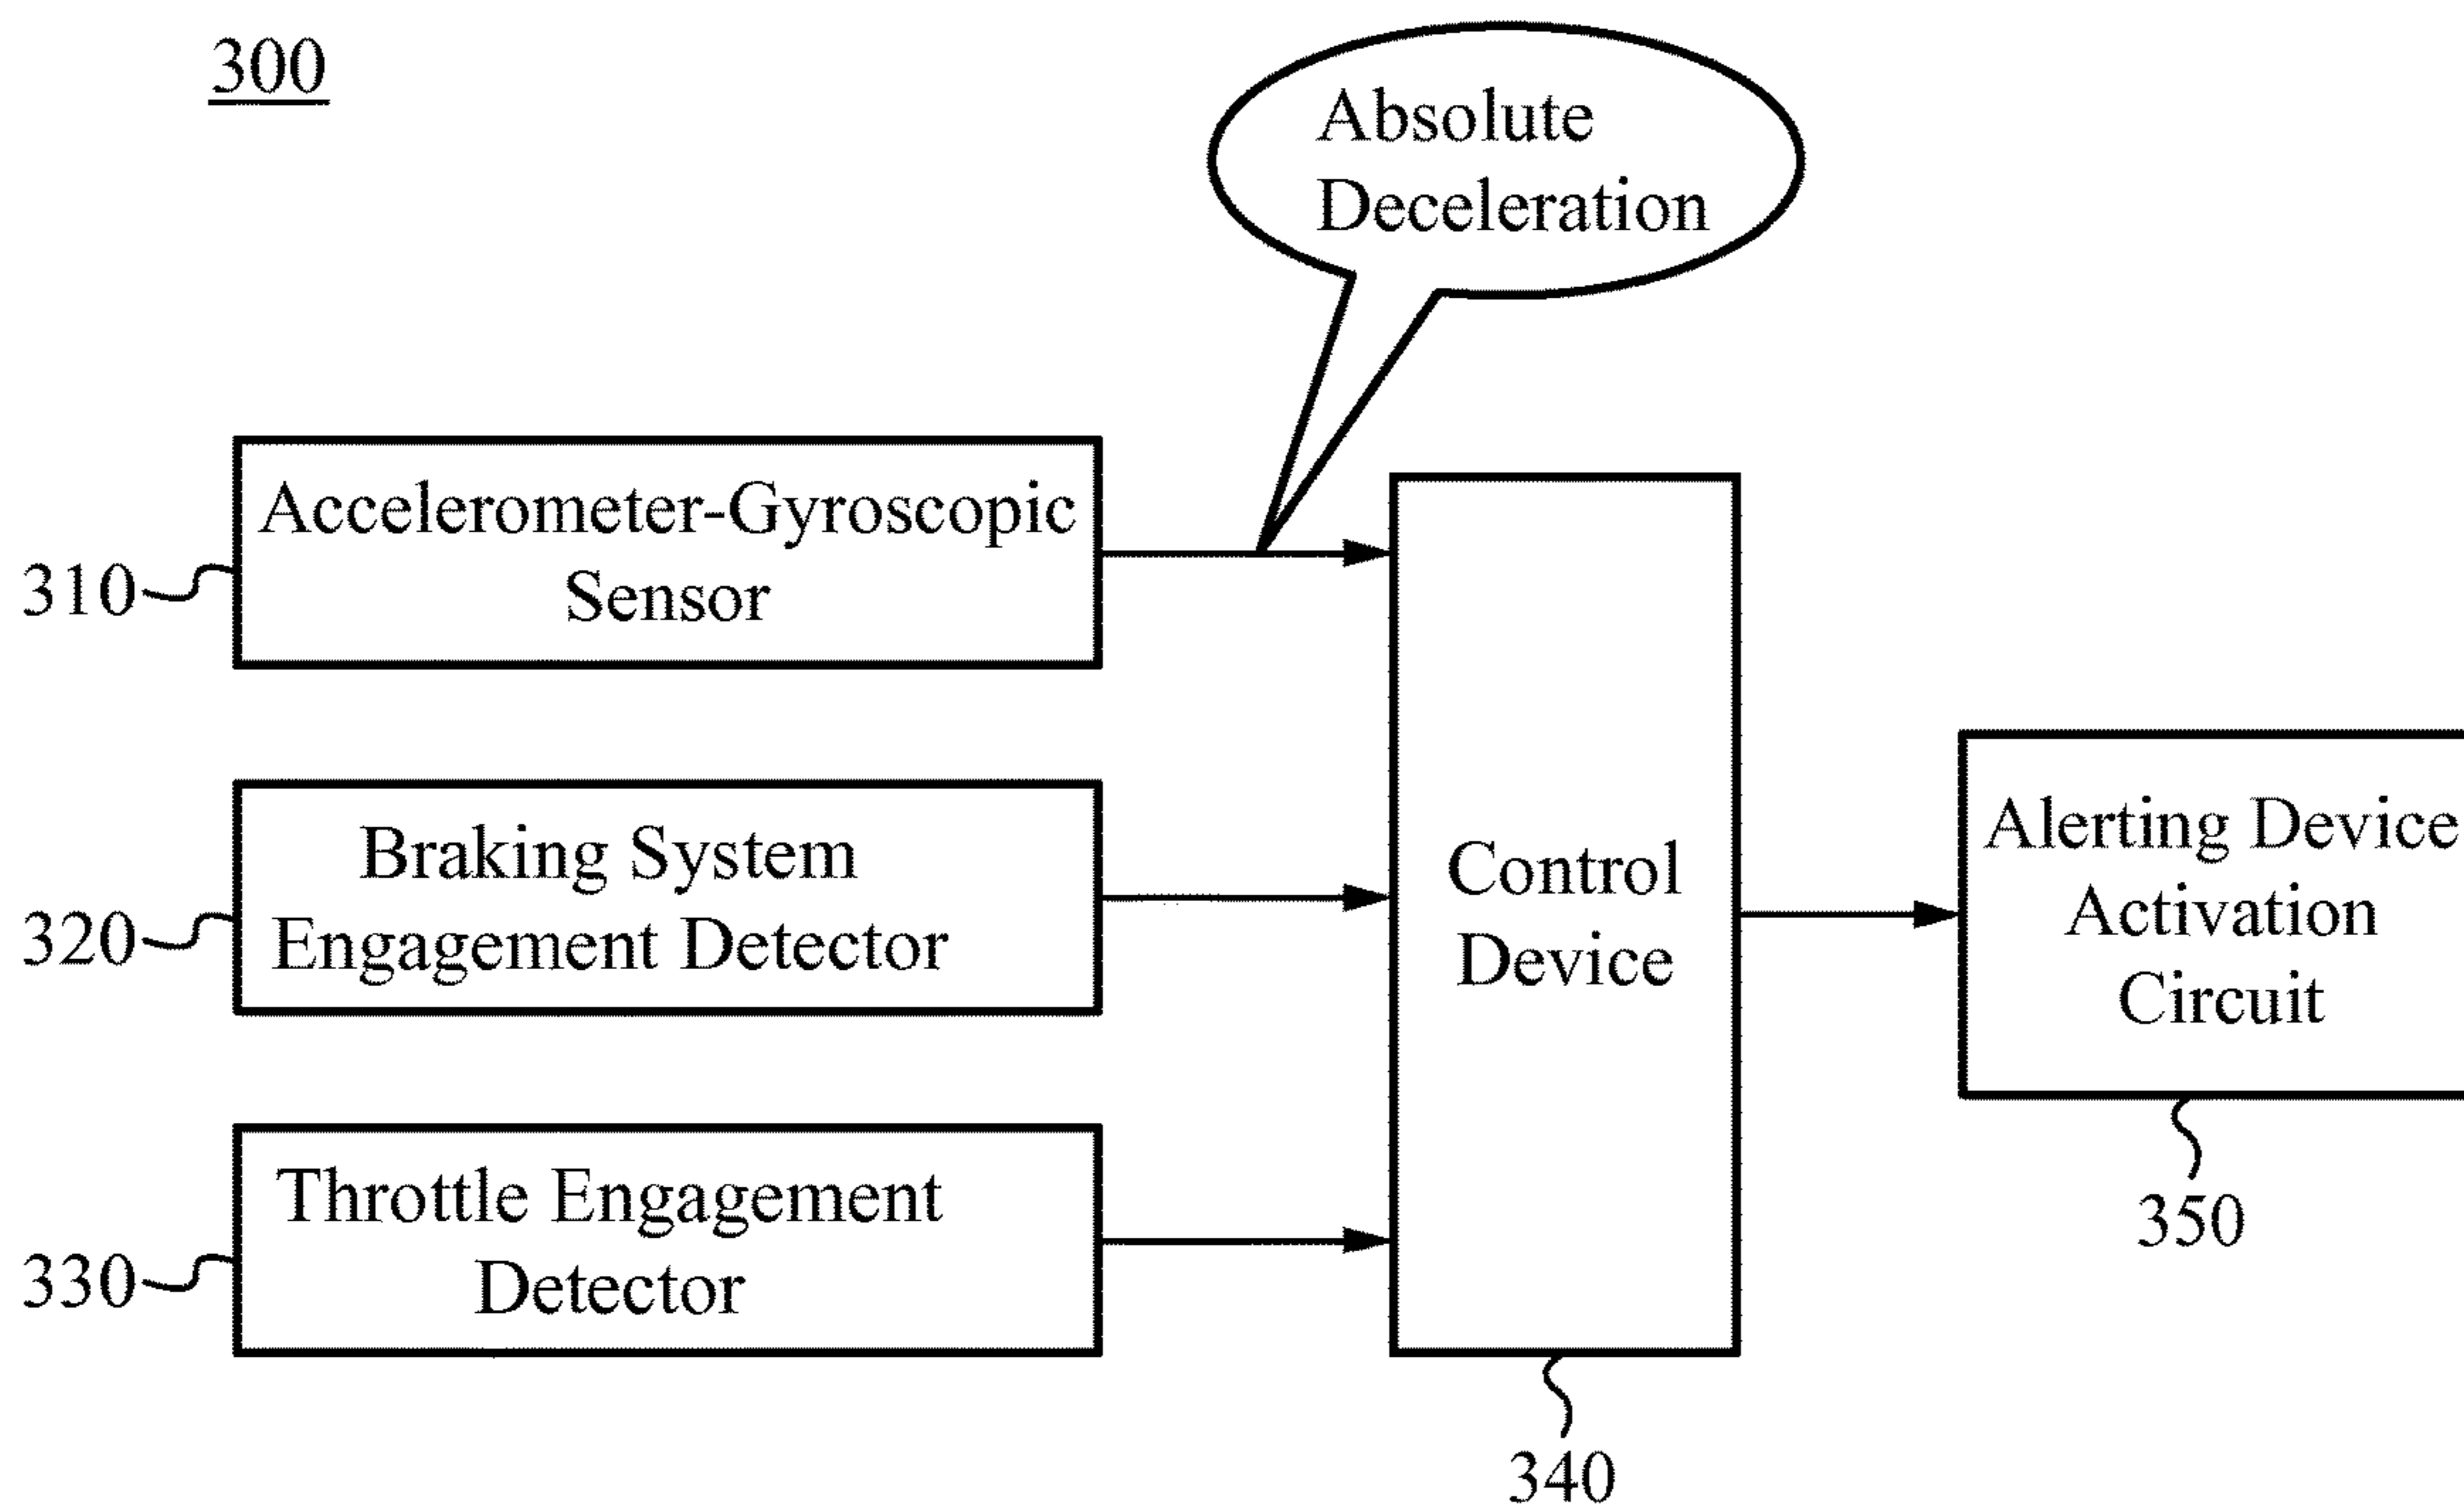 300
Absolute
Deceleration
Accelerometer-Gyroscopic
Sensor
310
Braking System
Engagement Detector
320
Throttle Engagement
Detector
330
Control
Device
340
Alerting Device
Activation
Circuit
350